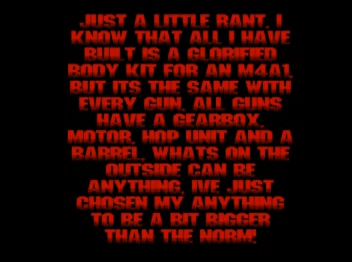 JUST A LITTLE RANT. I
KNOW THAT ALL I HAVE
BUILT IS A GLORIFIED
BODY KIT FOR AN M4A1.
BUT ITS THE SAME WITH
EVERY GUN. ALL GUNS
HAVE A GEARBOX,
MOTOR, HOP UNIT AND A
BARREL. WHATS ON THE
OUTSIDE CAN BE
ANYTHING. IVE JUST
CHOSEN MY ANYTHING
TO BE A BIT BIGGER
THAN THE NORM!